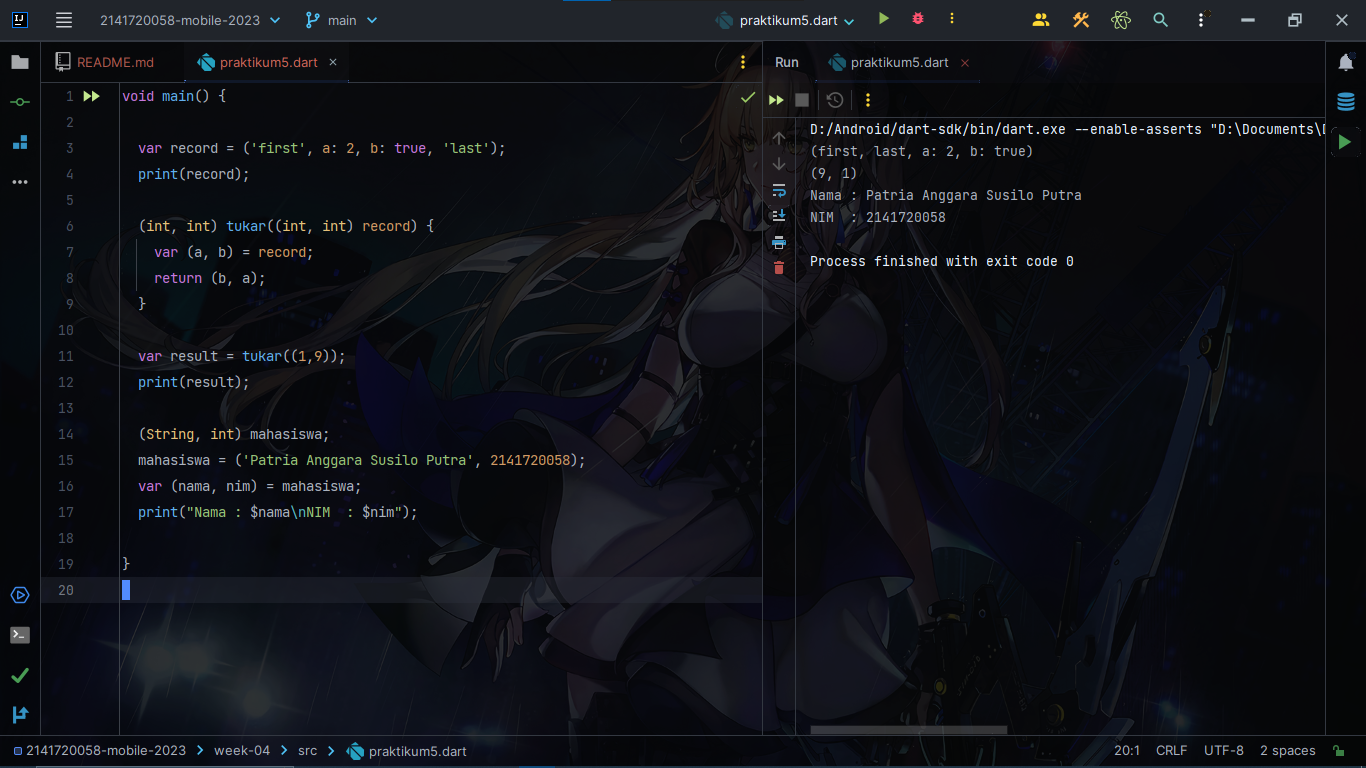 2141720058-mobile-2023 main praktikum5.dart
README.md praktikum5.dart
1 void main() {
2
3 var record = ('first', a: 2, b: true, 'last');
4 print(record);
5
6 (int, int) tukar((int, int) record) {
7 var (a, b) = record;
8 return (b, a);
9 }
10
11 var result = tukar((1,9));
12 print(result);
13
14 (String, int) mahasiswa;
15 mahasiswa = ('Patria Anggara Susilo Putra', 2141720058);
16 var (nama, nim) = mahasiswa;
17 print("Nama : $nama\nNIM  : $nim");
18
19 }
20
Run praktikum5.dart
D:/Android/dart-sdk/bin/dart.exe --enable-asserts "D:\Documents\D
(first, last, a: 2, b: true)
(9, 1)
Nama : Patria Anggara Susilo Putra
NIM  : 2141720058
Process finished with exit code 0
2141720058-mobile-2023 > week-04 > src > praktikum5.dart 20:1 CRLF UTF-8 2 spaces